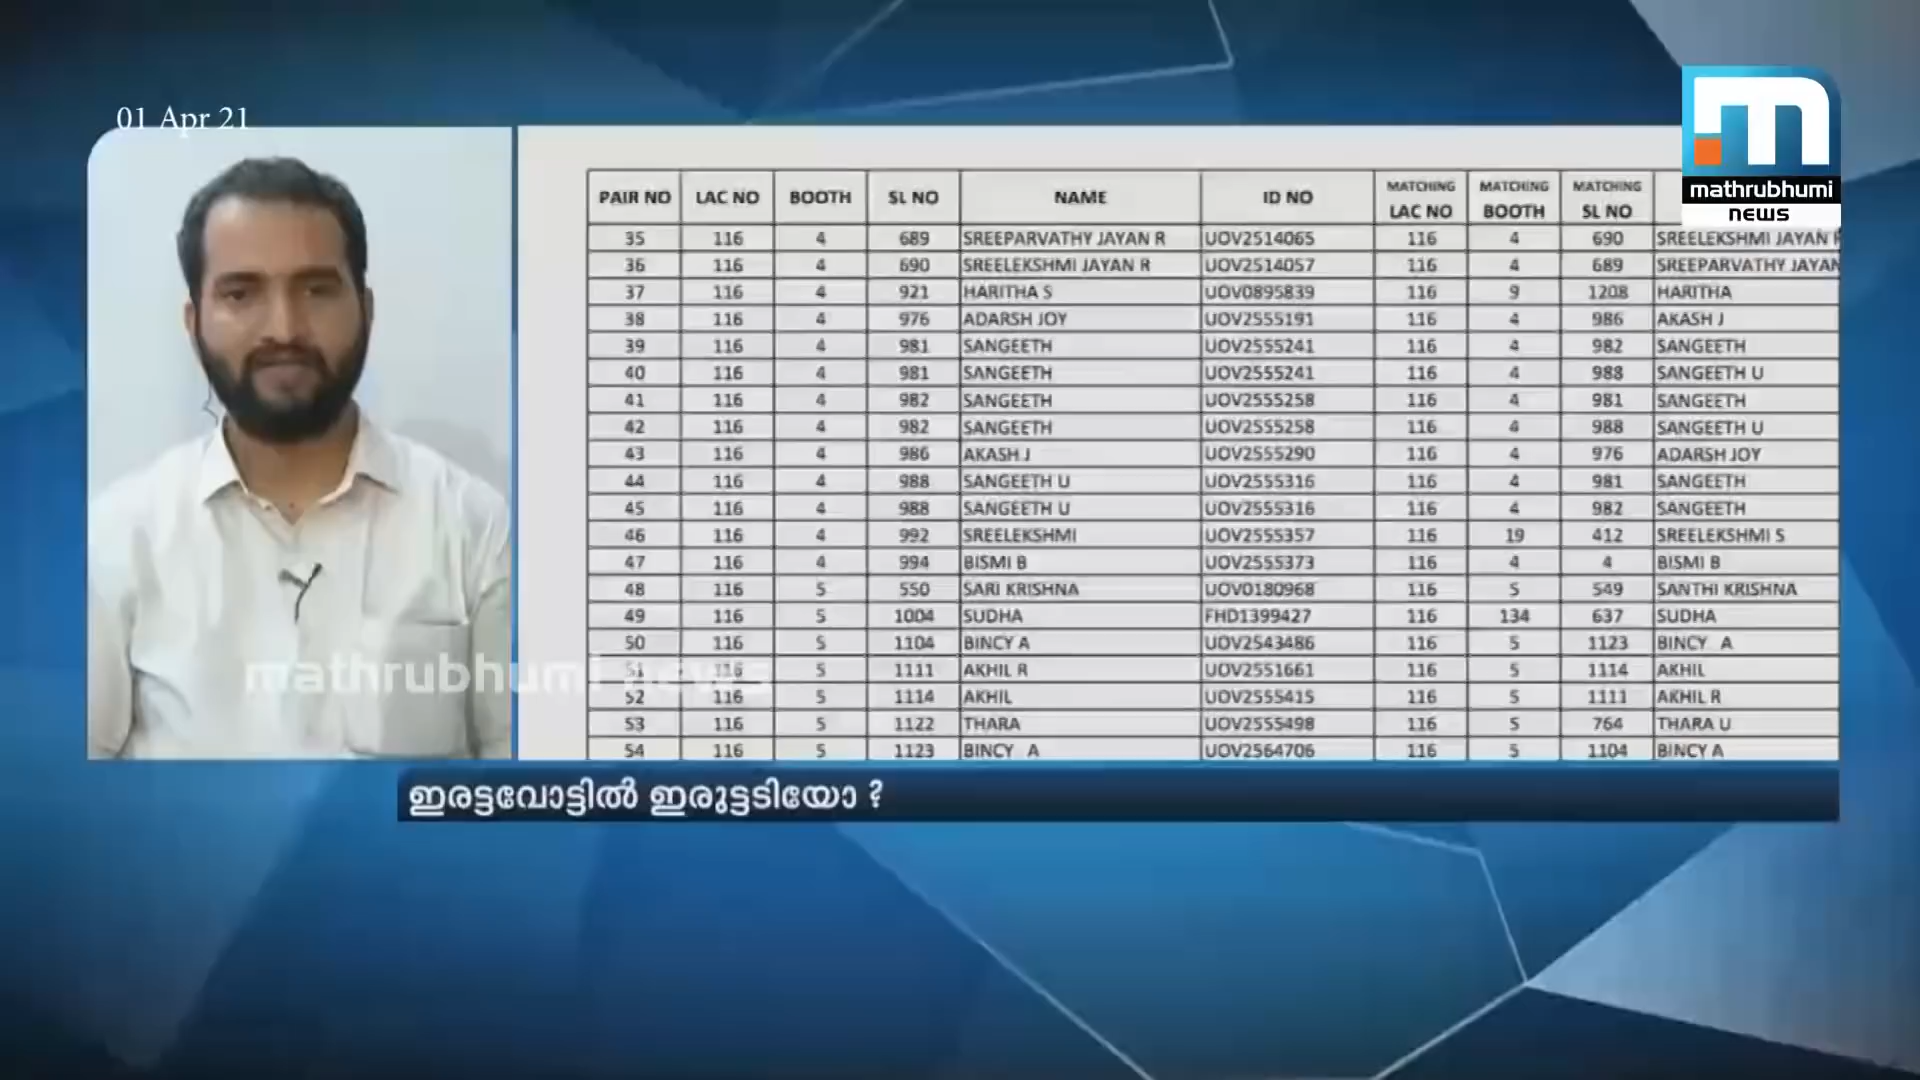 01 Apr 21
mathrubhumi
news
PAIR NO LAC NO BOOTH SL NO NAME ID NO MATCHING LAC NO MATCHING BOOTH MATCHING SL NO
35 116 4 689 SREEPARVATHY JAYAN R UOV2514065 116 4 690 SREELEKSHMI JAYAN R
36 116 4 690 SREELEKSHMI JAYAN R UOV2514057 116 4 689 SREEPARVATHY JAYAN
37 116 4 921 HARITHA S UOV0895839 116 9 1208 HARITHA
38 116 4 976 ADARSH JOY UOV2555191 116 4 986 AKASH J
39 116 4 981 SANGEETH UOV2555241 116 4 982 SANGEETH
40 116 4 981 SANGEETH UOV2555241 116 4 988 SANGEETH U
41 116 4 982 SANGEETH UOV2555258 116 4 981 SANGEETH
42 116 4 982 SANGEETH UOV2555258 116 4 988 SANGEETH U
43 116 4 986 AKASH J UOV2555290 116 4 976 ADARSH JOY
44 116 4 988 SANGEETH U UOV2555316 116 4 981 SANGEETH
45 116 4 988 SANGEETH U UOV2555316 116 4 982 SANGEETH
46 116 4 992 SREELEKSHMI UOV2555357 116 19 412 SREELEKSHMI S
47 116 4 994 BISMI B UOV2555373 116 4 4 BISMI B
48 116 5 550 SARI KRISHNA UOV0180968 116 5 549 SANTHI KRISHNA
49 116 5 1004 SUDHA FHD1399427 116 134 637 SUDHA
50 116 5 1104 BINCY A UOV2543486 116 5 1123 BINCY A
51 116 5 1111 AKHIL R UOV2551661 116 5 1114 AKHIL
52 116 5 1114 AKHIL UOV2555415 116 5 1111 AKHIL R
53 116 5 1122 THARA UOV2555498 116 5 764 THARA U
54 116 5 1123 BINCY A UOV2564706 116 5 1104 BINCY A
mathrubhumi news
ഇരട്ടവോട്ടിൽ ഇരുട്ടടിയോ ?